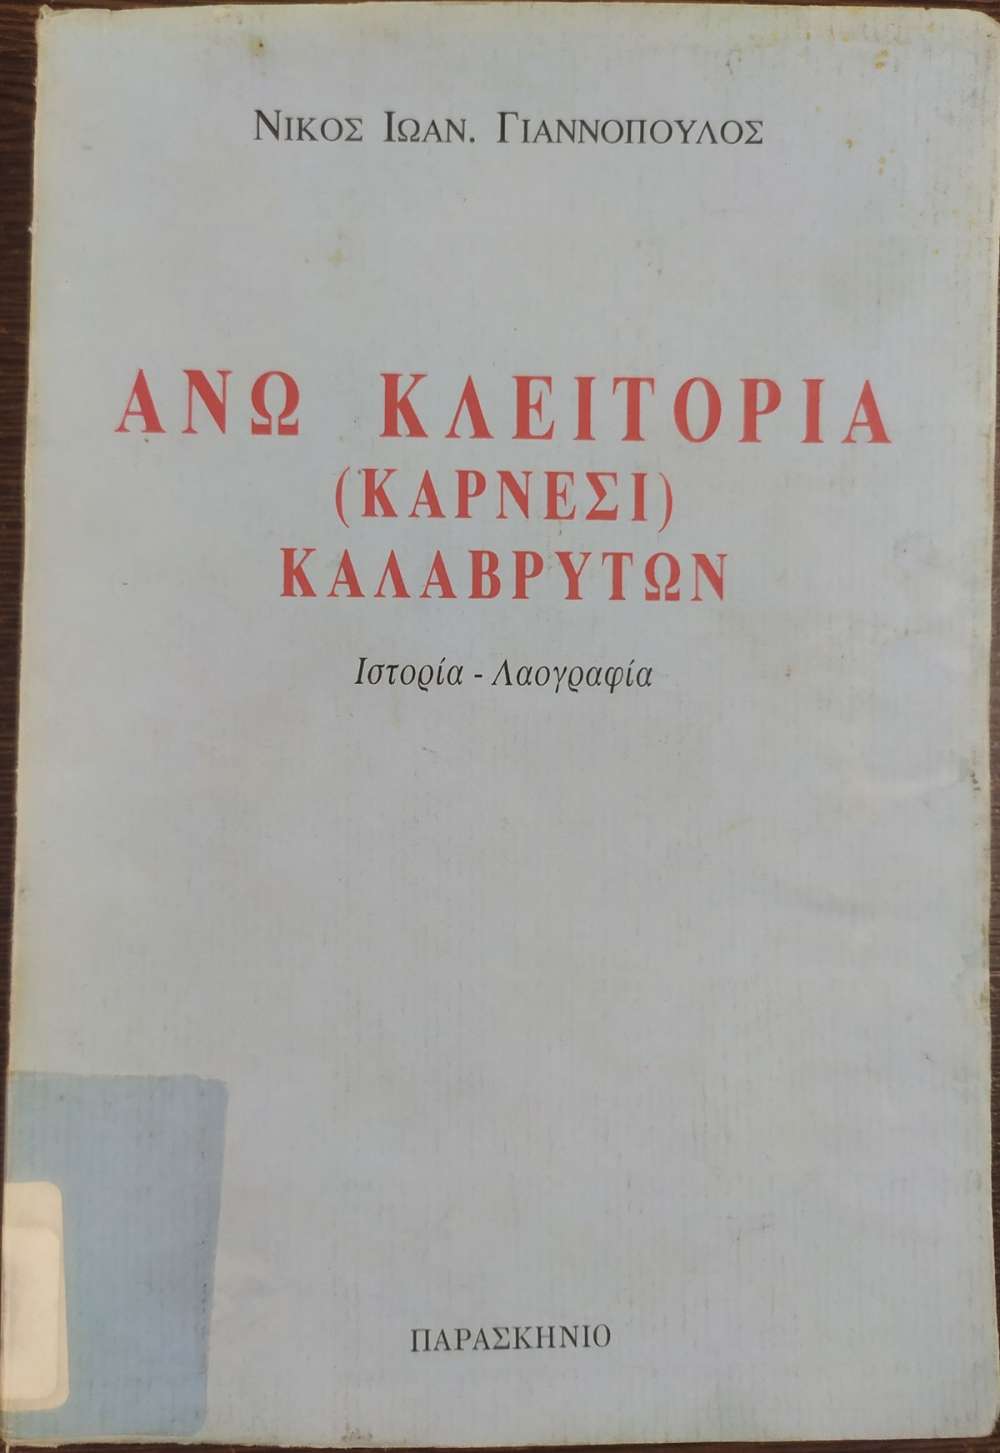 ΝΙΚΟΣ ΙΩΑΝ. ΓΙΑΝΝΟΠΟΥΛΟΣ
ΑΝΩ ΚΛΕΙΤΟΡΙΑ
(ΚΑΡΝΕΣΙ)
ΚΑΛΑΒΡΥΤΩΝ
Ιστορία - Λαογραφία
ΠΑΡΑΣΚΗΝΙΟ